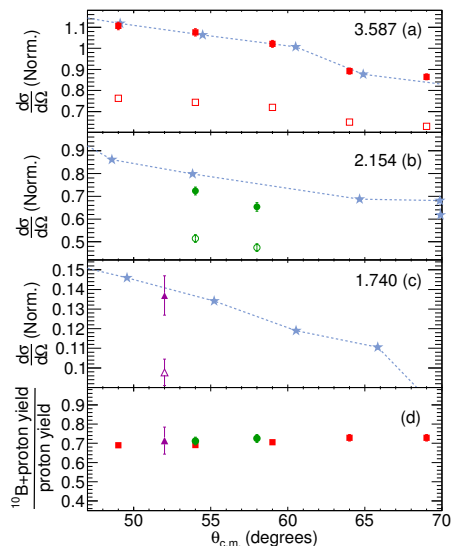 3.587 (a)
1.1
1
0.9
0.8
0.7
dσ/dΩ (Norm.)
2.154 (b)
0.9
0.8
0.7
0.6
0.5
dσ/dΩ (Norm.)
1.740 (c)
0.15
0.14
0.13
0.12
0.11
0.1
dσ/dΩ (Norm.)
(d)
0.9
0.8
0.7
0.6
0.5
0.4
¹⁰B+proton yield
proton yield
50 55 60 65 70
θc.m. (degrees)